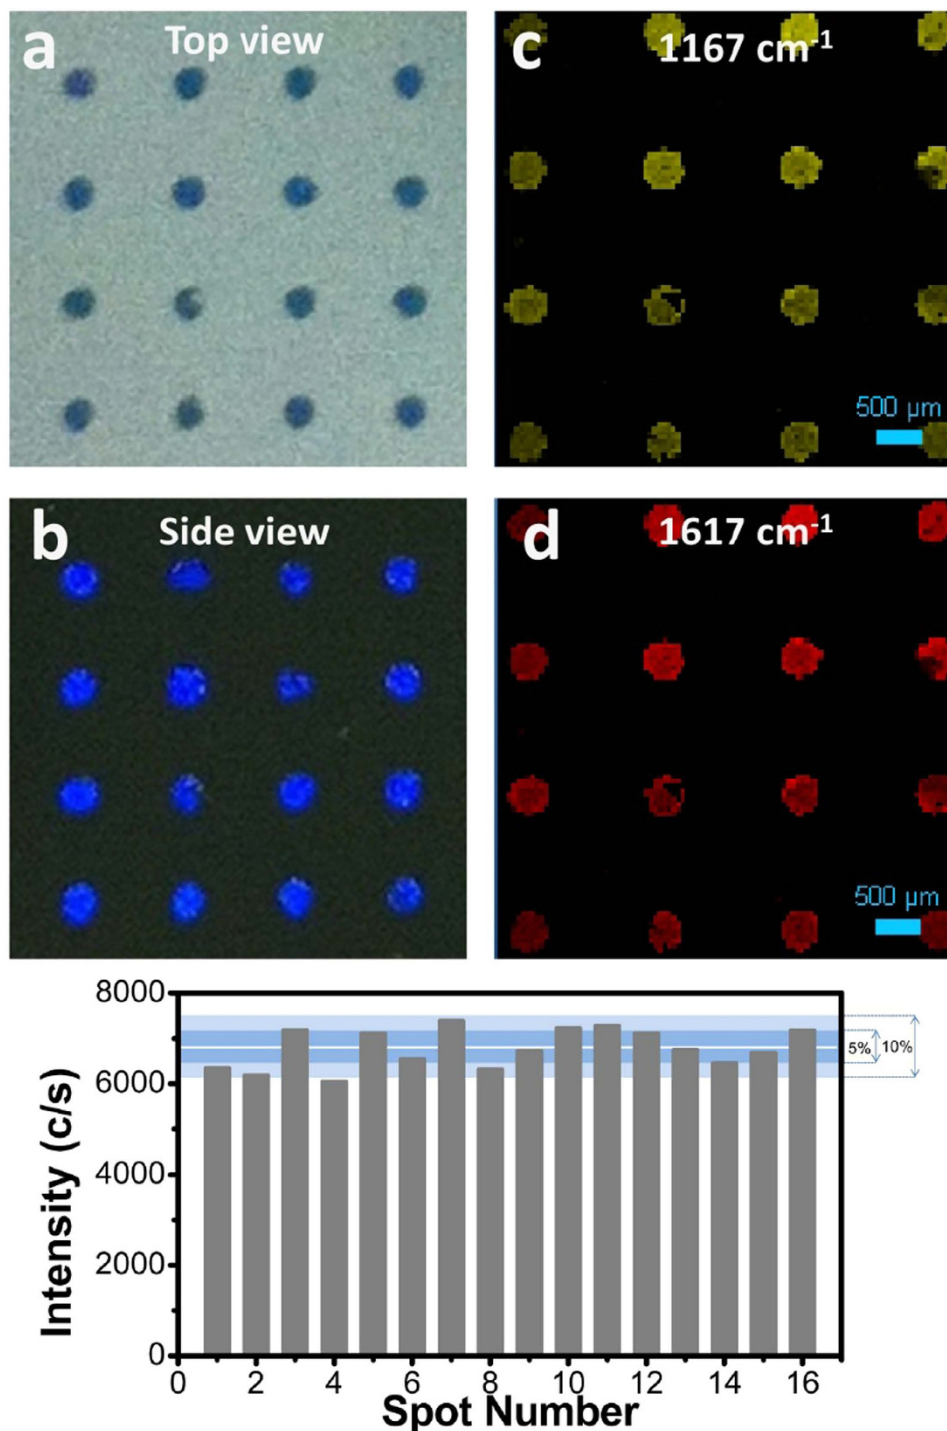 a
Top view
c
1167 cm⁻¹
500 µm
b
Side view
d
1617 cm⁻¹
500 µm
8000
6000
4000
2000
0
Intensity (c/s)
5%
10%
0 2 4 6 8 10 12 14 16
Spot Number